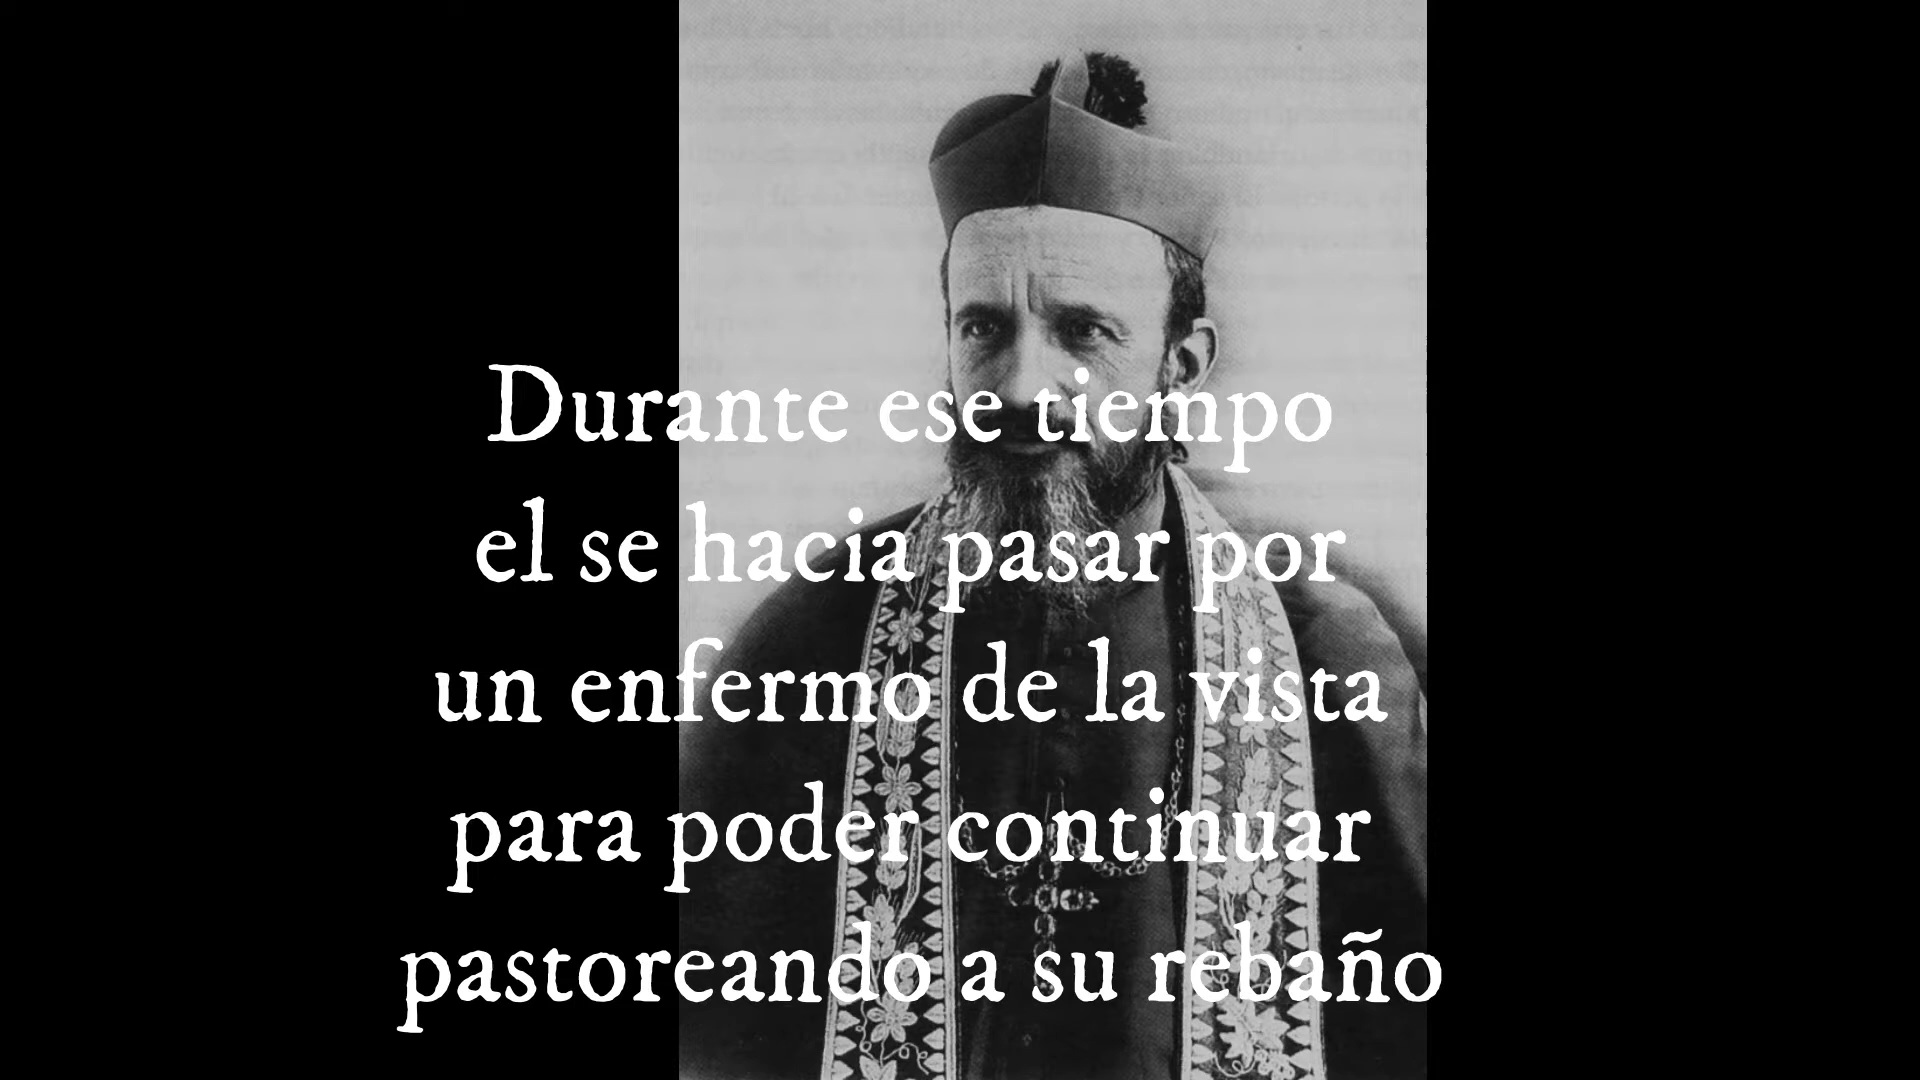 Durante ese tiempo
el se hacia pasar por
un enfermo de la vista
para poder continuar
pastoreando a su rebaño